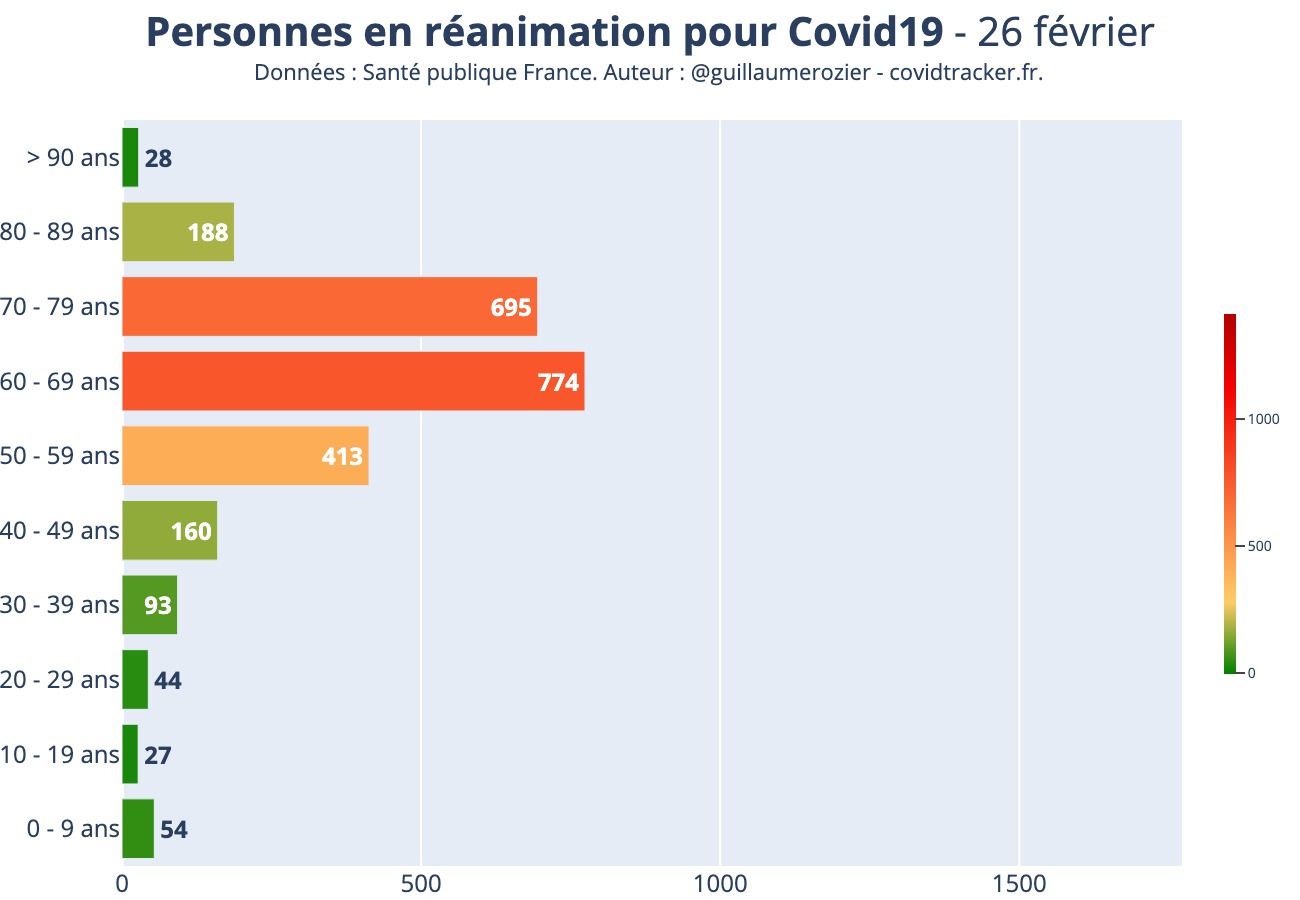 Personnes en réanimation pour Covid19 - 26 février
Données : Santé publique France. Auteur : @guillaumerozier - covidtracker.fr.
> 90 ans 28
80 - 89 ans 188
70 - 79 ans 695
60 - 69 ans 774
50 - 59 ans 413
40 - 49 ans 160
30 - 39 ans 93
20 - 29 ans 44
10 - 19 ans 27
0 - 9 ans 54
0 500 1000 1500
1000
500
0